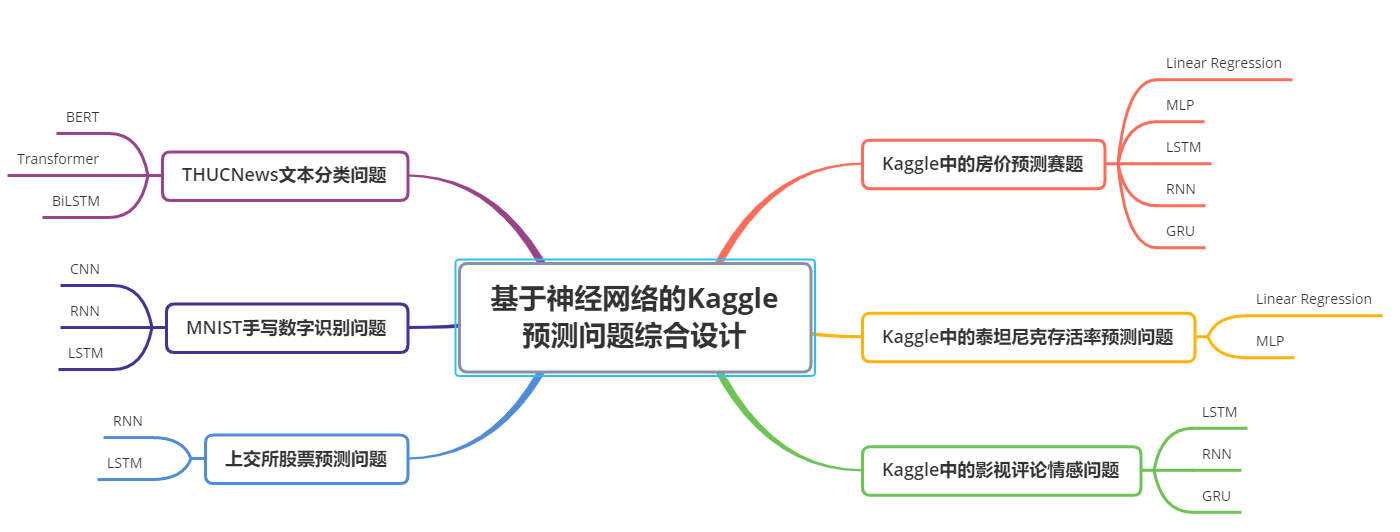 基于神经网络的Kaggle
预测问题综合设计
Kaggle中的房价预测赛题
Linear Regression
MLP
LSTM
RNN
GRU
Kaggle中的泰坦尼克存活率预测问题
Linear Regression
MLP
Kaggle中的影视评论情感问题
LSTM
RNN
GRU
THUCNews文本分类问题
BERT
Transformer
BiLSTM
MNIST手写数字识别问题
CNN
RNN
LSTM
上交所股票预测问题
RNN
LSTM